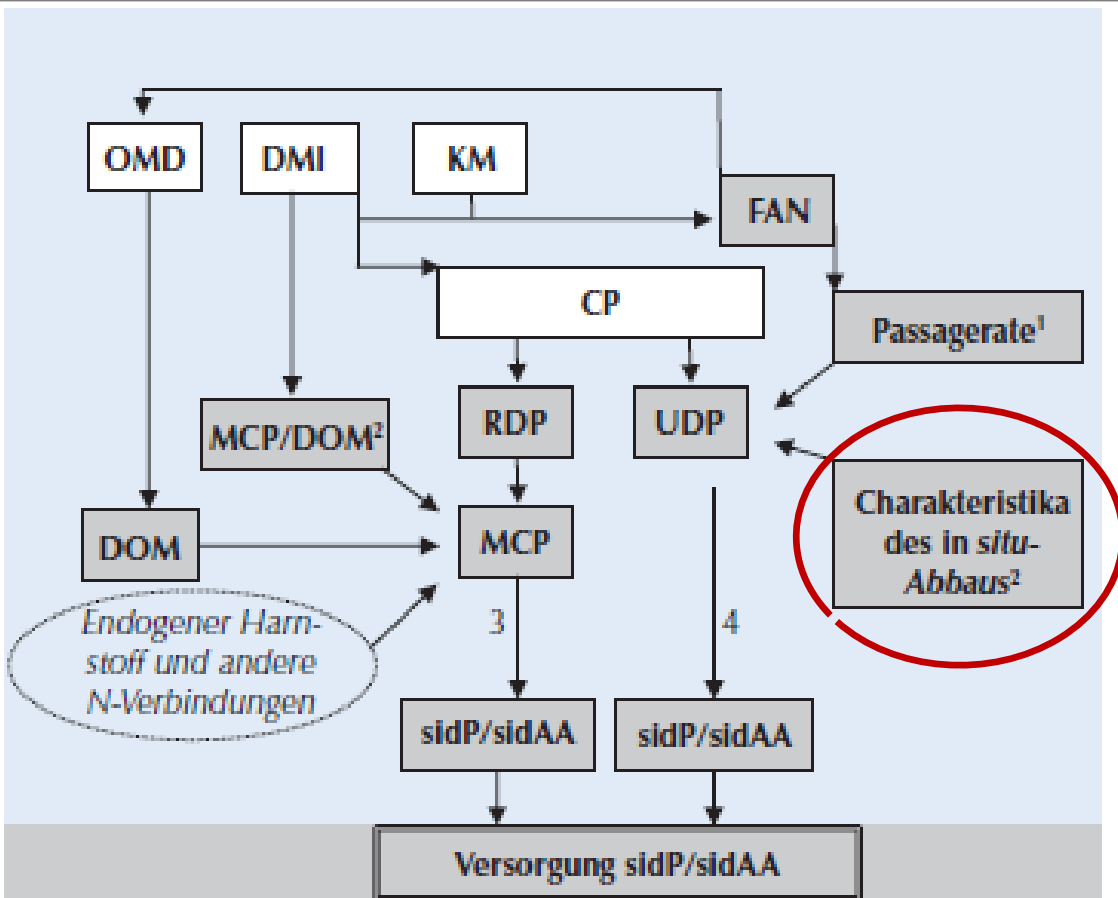 OMD
DMI
KM
FAN
CP
Passagerate¹
MCP/DOM²
RDP
UDP
Charakteristika
des in situ-
Abbaus²
DOM
MCP
Endogener Harn-
stoff und andere
N-Verbindungen
3
4
sidP/sidAA
sidP/sidAA
Versorgung sidP/sidAA